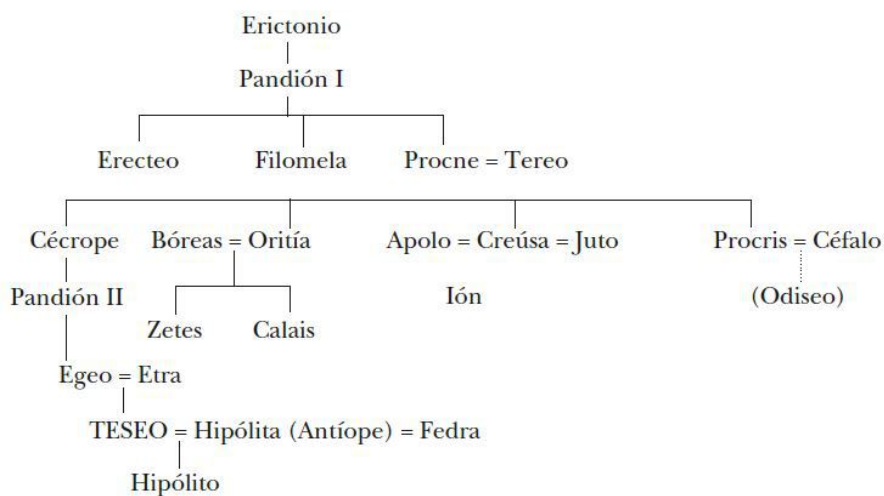 Erictonio
Pandión I
Erecteo Filomela Procne = Tereo
Cécrope Bóreas = Oritía Apolo = Creúsa = Juto Procris = Céfalo
Pandión II Ión (Odiseo)
Zetes Calais
Egeo = Etra
TESEO = Hipólita (Antíope) = Fedra
Hipólito